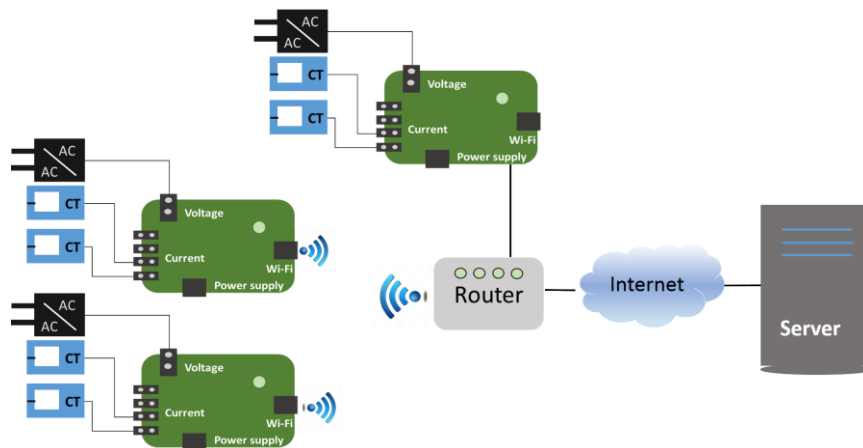 AC
AC
CT
CT
Voltage
Current
Wi-Fi
Power supply
AC
AC
CT
CT
Voltage
Current
Wi-Fi
Power supply
Router
Internet
Server
AC
AC
CT
CT
Voltage
Current
Wi-Fi
Power supply